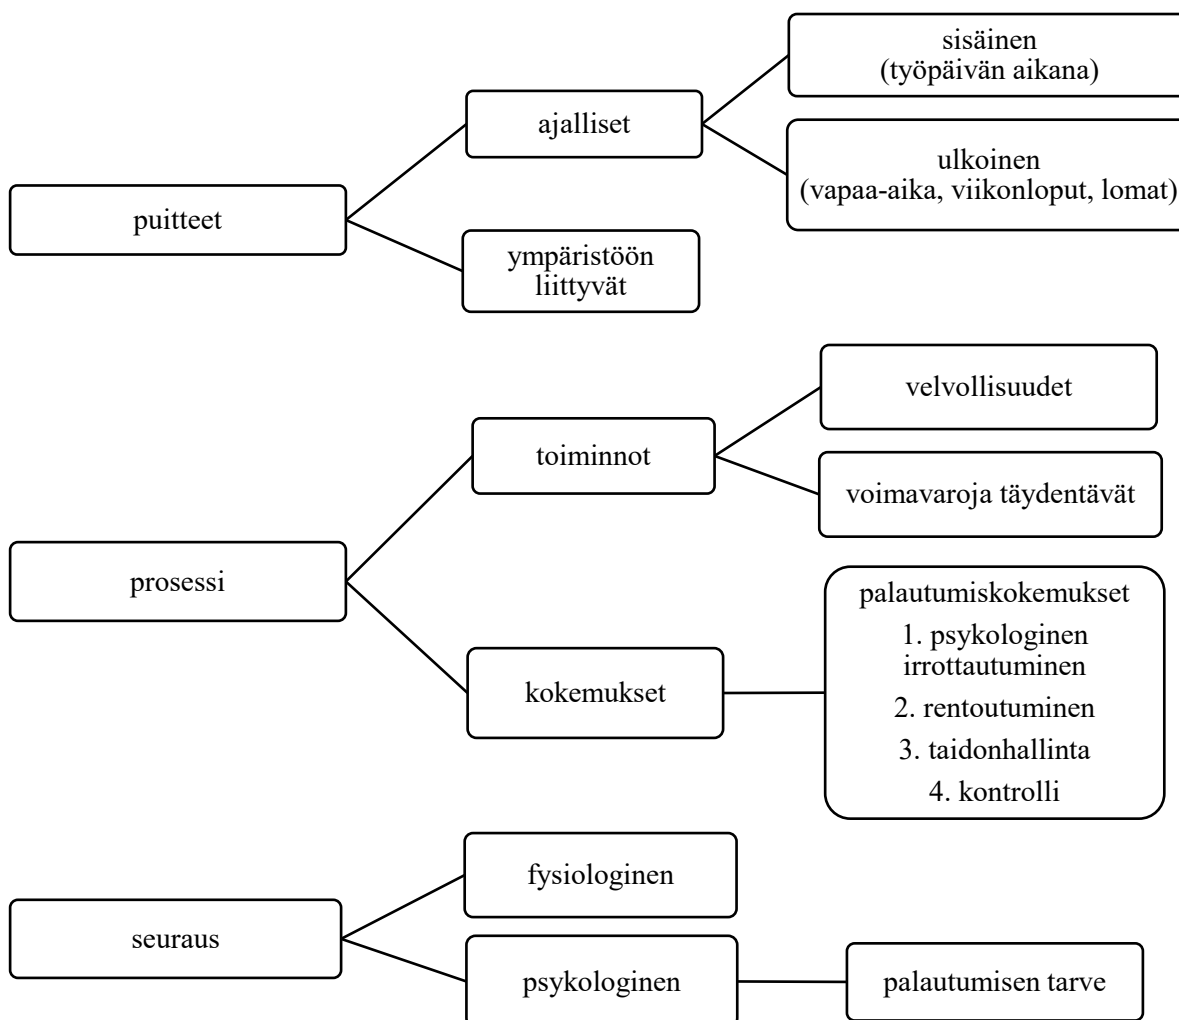 sisäinen
(työpäivän aikana)
ajalliset
ulkoinen
(vapaa-aika, viikonloput, lomat)
puitteet
ympäristöön
liittyvät
velvollisuudet
toiminnot
voimavaroja täydentävät
prosessi
palautumiskokemukset
1. psykologinen
irrottautuminen
2. rentoutuminen
3. taidonhallinta
4. kontrolli
kokemukset
fysiologinen
seuraus
psykologinen
palautumisen tarve